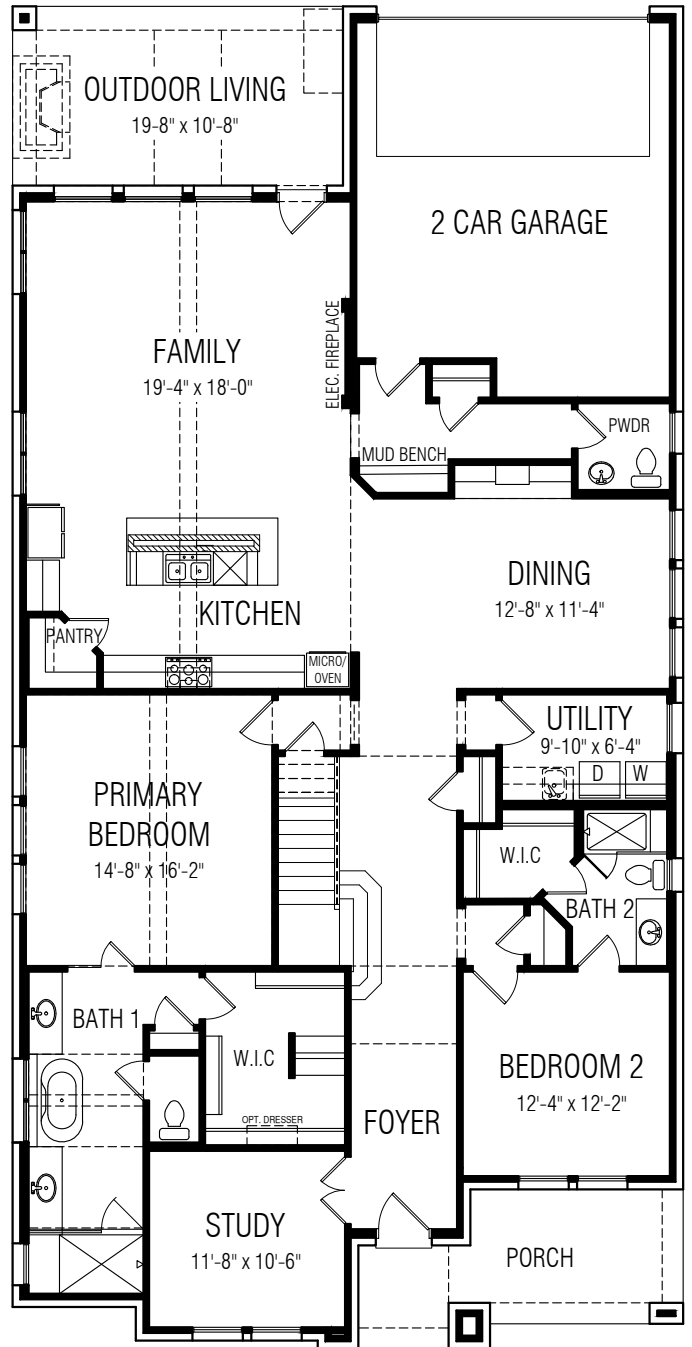 OUTDOOR LIVING
19-8" x 10'-8"
2 CAR GARAGE
FAMILY
19'-4" x 18'-0"
ELEC. FIREPLACE
PWDR
MUD BENCH
DINING
12'-8" x 11'-4"
KITCHEN
PANTRY
MICRO/
OVEN
UTILITY
9'-10" x 6'-4"
D
W
PRIMARY
BEDROOM
14'-8" x 16'-2"
W.I.C
BATH 2
BATH 1
W.I.C
BEDROOM 2
12'-4" x 12'-2"
OPT. DRESSER
FOYER
STUDY
11'-8" x 10'-6"
PORCH